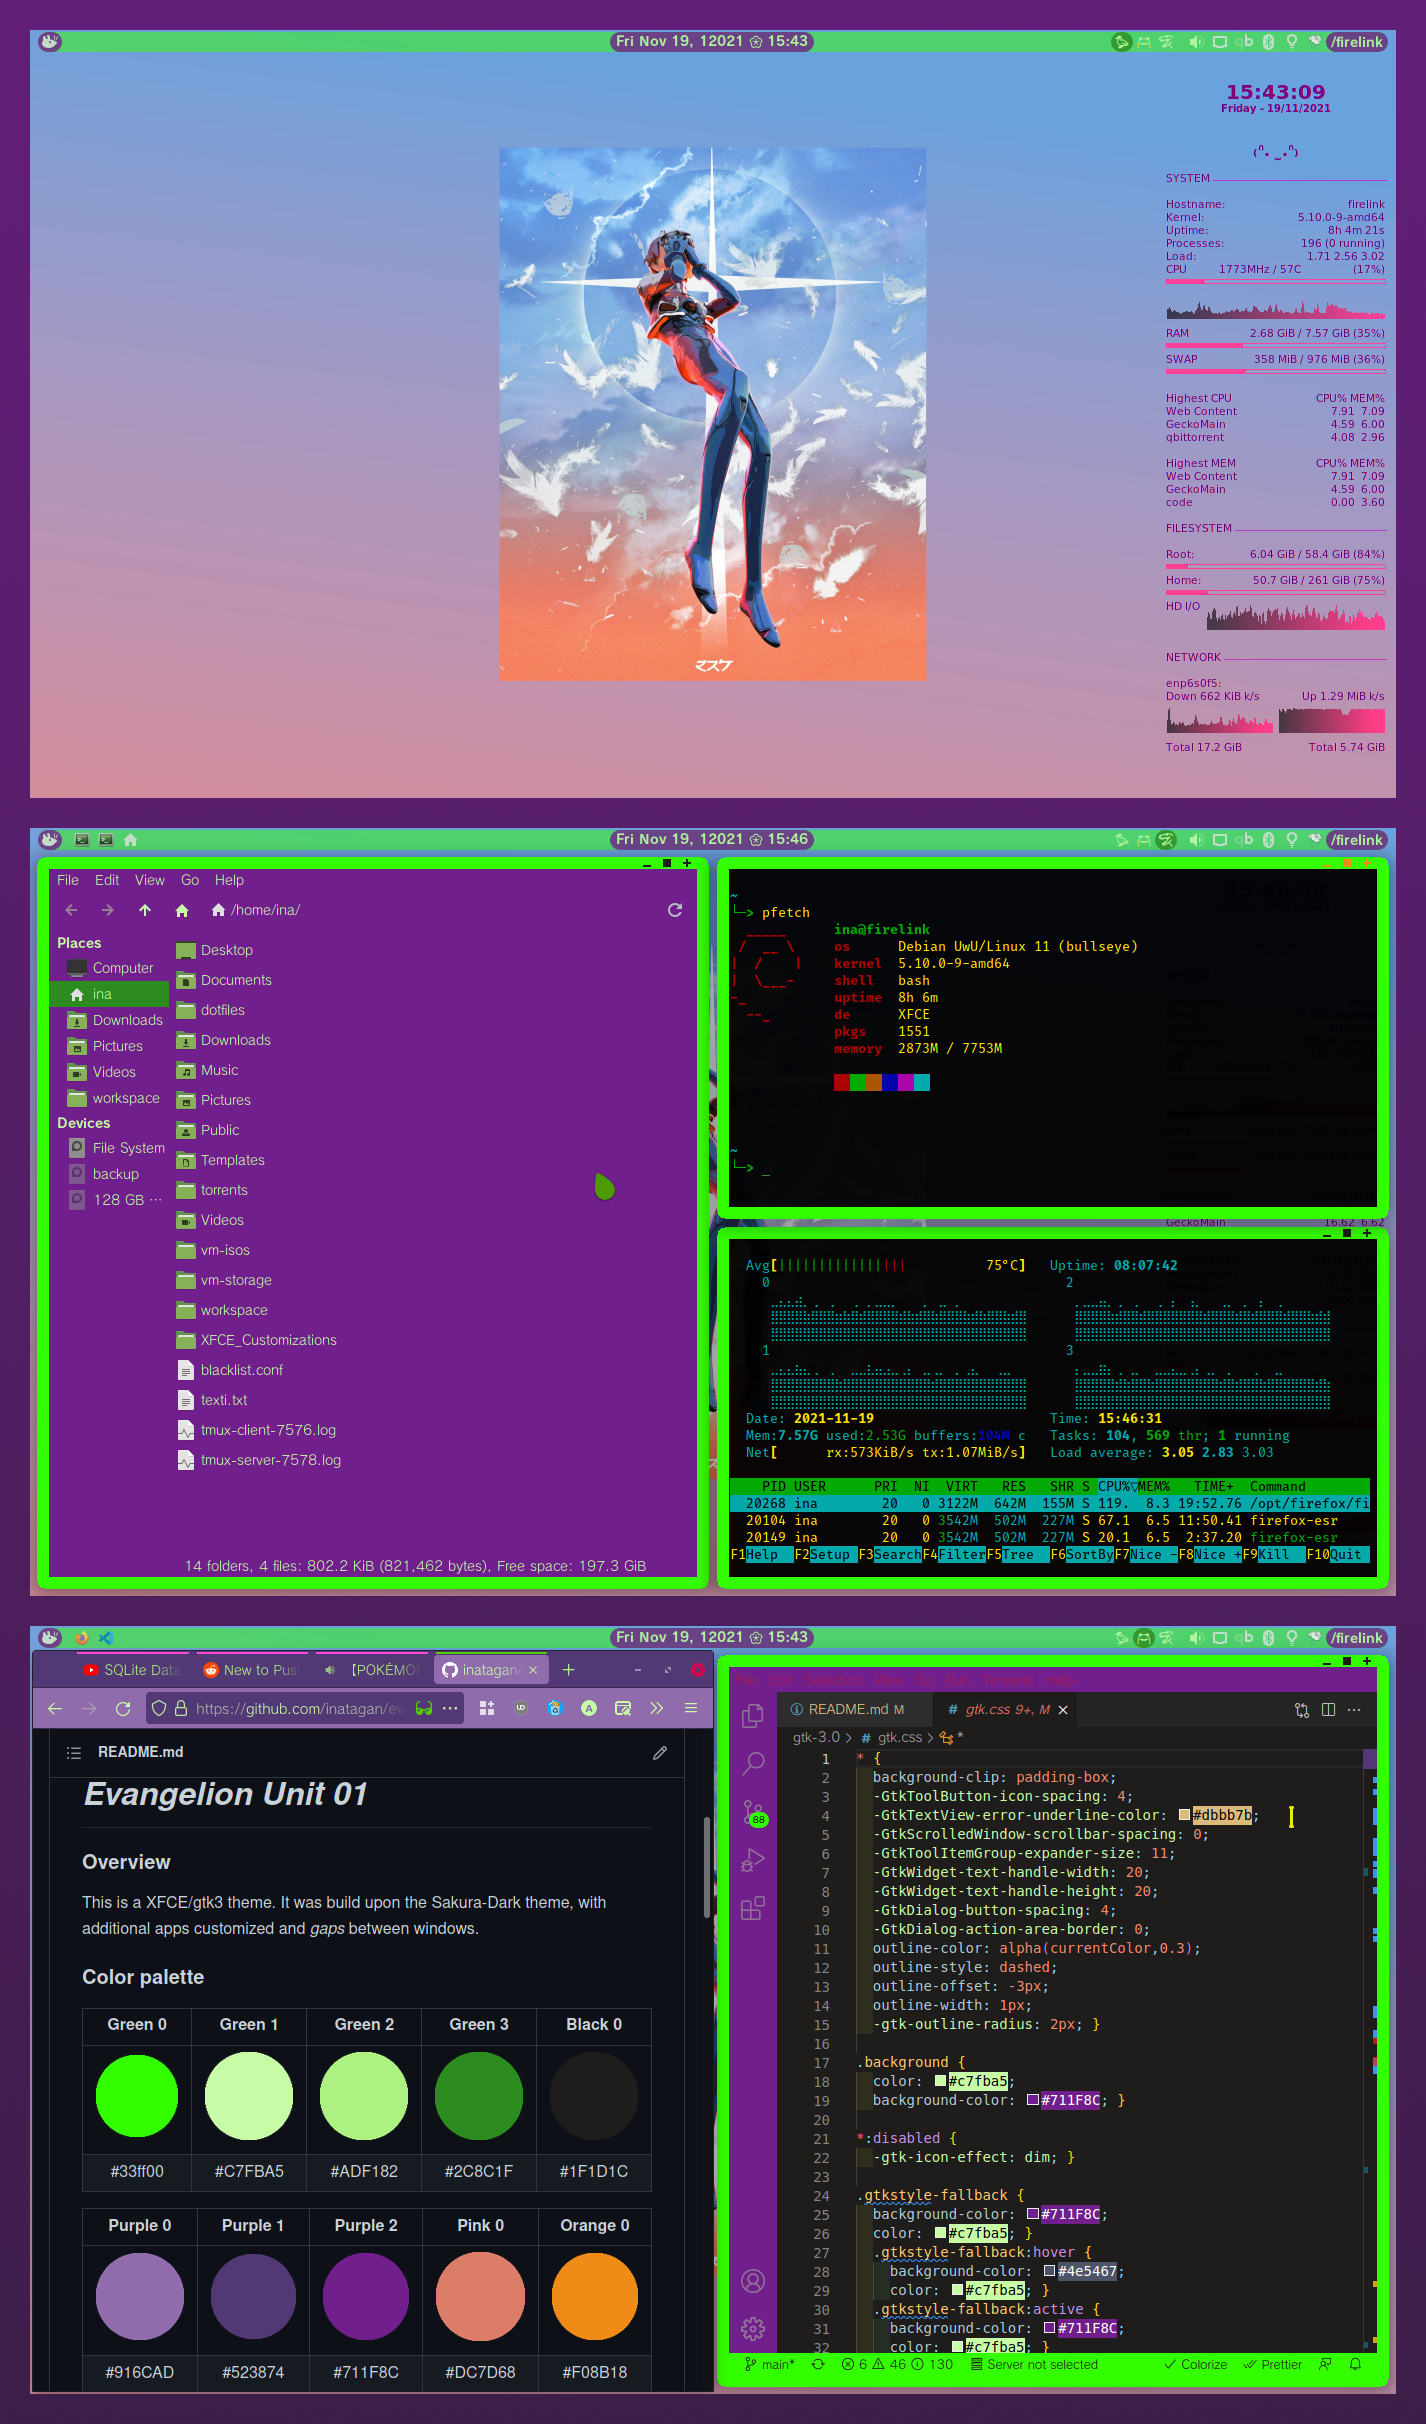 Fri Nov 19, 12021 15:43
/firelink
15:43:09
Friday - 19/11/2021
SYSTEM
Hostname: firelink
Kernel: 5.10.0-9-amd64
Uptime: 8h 4m 21s
Processes: 196 (0 running)
Load: 1.71 2.56 3.02
CPU 1773MHz / 57C (17%)
RAM 2.68 GiB / 7.57 GiB (35%)
SWAP 358 MiB / 976 MiB (36%)
Highest CPU CPU% MEM%
Web Content 7.91 7.09
GeckoMain 4.59 6.00
qbittorrent 4.08 2.96
Highest MEM CPU% MEM%
Web Content 7.91 7.09
GeckoMain 4.59 6.00
code 0.00 3.60
FILESYSTEM
Root: 6.04 GiB / 58.4 GiB (84%)
Home: 50.7 GiB / 261 GiB (75%)
HD I/O
NETWORK
enp6s0f5:
Down 662 KiB k/s Up 1.29 MiB k/s
Total 17.2 GiB Total 5.74 GiB
マスケ
Fri Nov 19, 12021 15:46
/firelink
File Edit View Go Help
/home/ina/
Places
Computer
ina
Downloads
Pictures
Videos
workspace
Devices
File System
backup
128 GB ...
Desktop
Documents
dotfiles
Downloads
Music
Pictures
Public
Templates
torrents
Videos
vm-isos
vm-storage
workspace
XFCE_Customizations
blacklist.conf
texti.txt
tmux-client-7576.log
tmux-server-7578.log
14 folders, 4 files: 802.2 KiB (821,462 bytes), Free space: 197.3 GiB
15:46:30
~
└─> pfetch
ina@firelink
os Debian UwU/Linux 11 (bullseye)
kernel 5.10.0-9-amd64
shell bash
uptime 8h 6m
de XFCE
pkgs 1551
memory 2873M / 7753M
~
└─> _
GeckoMain 16.62 6.62
Avg[|||||||||||||||| 75°C] Uptime: 08:07:42
0 2
1 3
Date: 2021-11-19 Time: 15:46:31
Mem:7.57G used:2.53G buffers:104M c Tasks: 104, 569 thr; 1 running
Net[ rx:573KiB/s tx:1.07MiB/s] Load average: 3.05 2.83 3.03
PID USER PRI NI VIRT RES SHR S CPU%▽MEM% TIME+ Command
20268 ina 20 0 3122M 642M 155M S 119. 8.3 19:52.76 /opt/firefox/fi
20104 ina 20 0 3542M 502M 227M S 67.1 6.5 11:50.41 firefox-esr
20149 ina 20 0 3542M 502M 227M S 20.1 6.5 2:37.20 firefox-esr
F1Help F2Setup F3SearchF4FilterF5Tree F6SortByF7Nice -F8Nice +F9Kill F10Quit
Fri Nov 19, 12021 15:43
/firelink
SQLite Data
New to Pus
【POKÉMON
inatagan/
https://github.com/inatagan/ev
README.md
Evangelion Unit 01
Overview
This is a XFCE/gtk3 theme. It was build upon the Sakura-Dark theme, with
additional apps customized and gaps between windows.
Color palette
Green 0 Green 1 Green 2 Green 3 Black 0
#33ff00 #C7FBA5 #ADF182 #2C8C1F #1F1D1C
Purple 0 Purple 1 Purple 2 Pink 0 Orange 0
#916CAD #523874 #711F8C #DC7D68 #F08B18
File Edit Selection View Go Run Terminal Help
README.md M
# gtk.css 9+, M
gtk-3.0 > # gtk.css > *
88
1 * {
2 background-clip: padding-box;
3 -GtkToolButton-icon-spacing: 4;
4 -GtkTextView-error-underline-color: #dbbb7b;
5 -GtkScrolledWindow-scrollbar-spacing: 0;
6 -GtkToolItemGroup-expander-size: 11;
7 -GtkWidget-text-handle-width: 20;
8 -GtkWidget-text-handle-height: 20;
9 -GtkDialog-button-spacing: 4;
10 -GtkDialog-action-area-border: 0;
11 outline-color: alpha(currentColor,0.3);
12 outline-style: dashed;
13 outline-offset: -3px;
14 outline-width: 1px;
15 -gtk-outline-radius: 2px; }
16
17 .background {
18 color: #c7fba5;
19 background-color: #711F8C; }
20
21 *:disabled {
22 -gtk-icon-effect: dim; }
23
24 .gtkstyle-fallback {
25 background-color: #711F8C;
26 color: #c7fba5; }
27 .gtkstyle-fallback:hover {
28 background-color: #4e5467;
29 color: #c7fba5; }
30 .gtkstyle-fallback:active {
31 background-color: #711F8C;
32 color: #c7fba5; }
main* 6 46 130 Server not selected Colorize Prettier